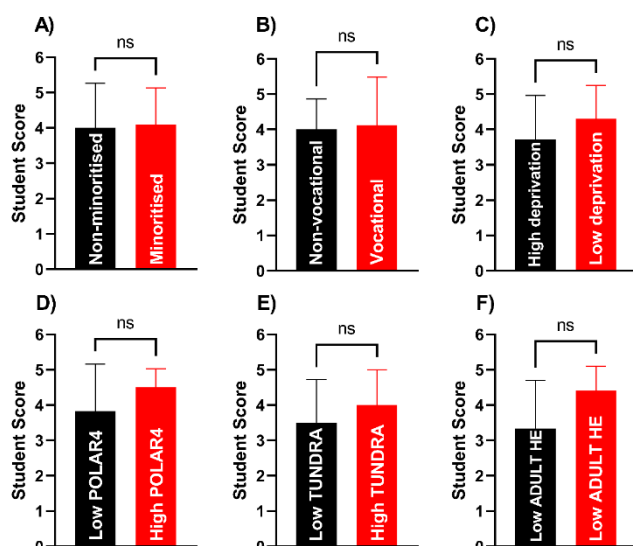 A)
ns
Student Score
6
5
4
3
2
1
0
Non-minoritised
Minoritised
B)
ns
Student Score
6
5
4
3
2
1
0
Non-vocational
Vocational
C)
ns
Student Score
6
5
4
3
2
1
0
High deprivation
Low deprivation
D)
ns
Student Score
6
5
4
3
2
1
0
Low POLAR4
High POLAR4
E)
ns
Student Score
6
5
4
3
2
1
0
Low TUNDRA
High TUNDRA
F)
ns
Student Score
6
5
4
3
2
1
0
Low ADULT HE
Low ADULT HE